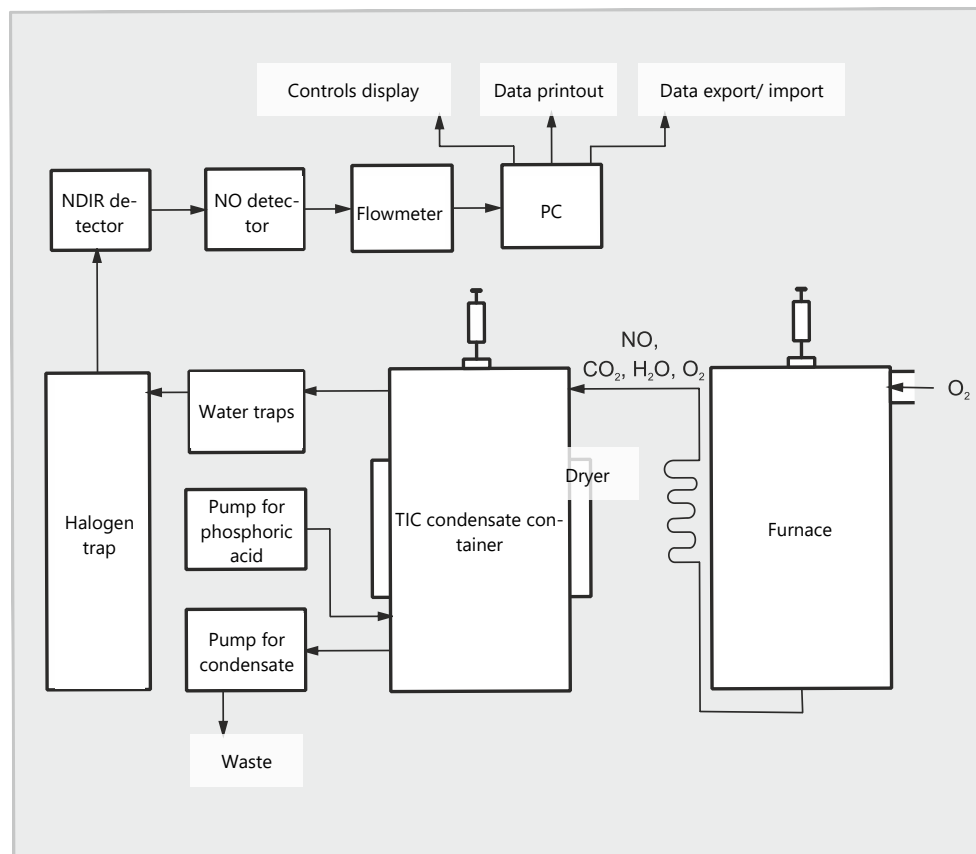 Controls display
Data printout
Data export/ import
NDIR de-
tector
NO detec-
tor
Flowmeter
PC
NO,
CO₂, H₂O, O₂
O₂
Water traps
Dryer
Halogen
trap
Pump for
phosphoric
acid
TIC condensate con-
tainer
Furnace
Pump for
condensate
Waste